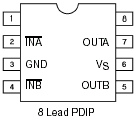 1 8
2 INA OUTA 7
3 GND VS 6
4 INB OUTB 5
8 Lead PDIP